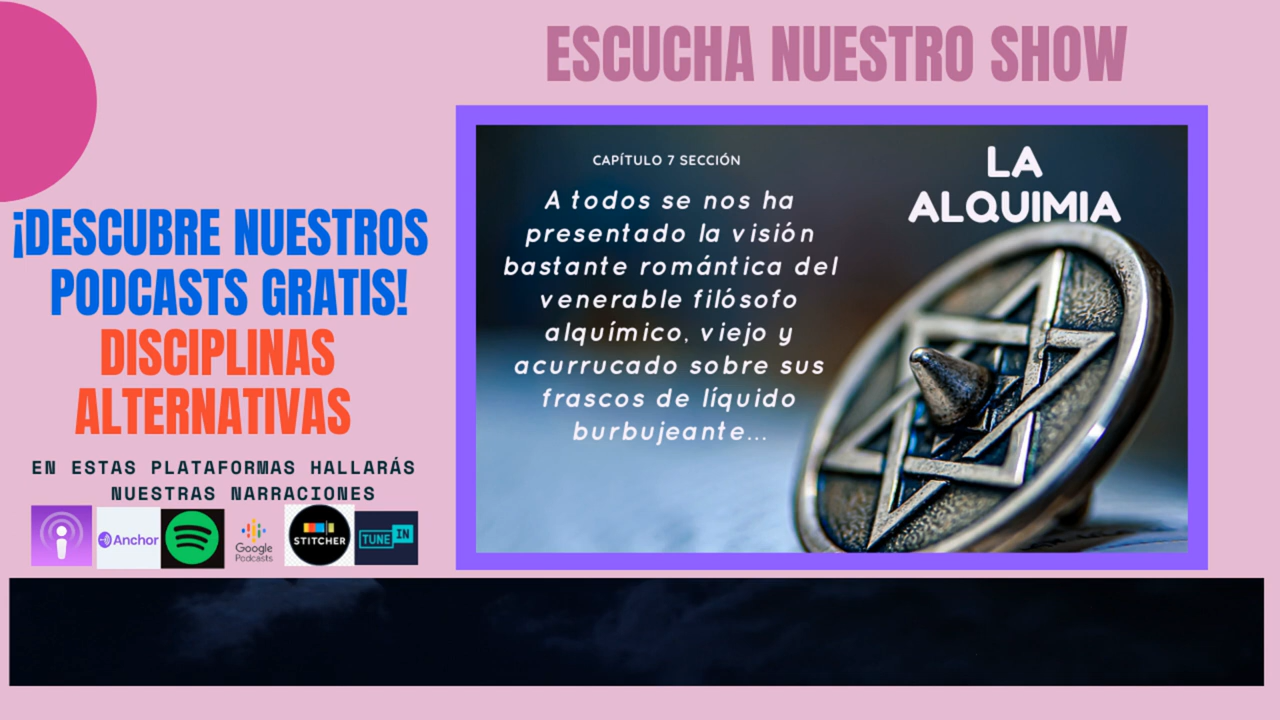 ESCUCHA NUESTRO SHOW
¡DESCUBRE NUESTROS
PODCASTS GRATIS!
DISCIPLINAS
ALTERNATIVAS
EN ESTAS PLATAFORMAS HALLARÁS
NUESTRAS NARRACIONES
Anchor
Google
Podcasts
STITCHER
TUNE IN
CAPÍTULO 7 SECCIÓN
A todos se nos ha
presentado la visión
bastante romántica del
venerable filósofo
alquímico, viejo y
acurrucado sobre sus
frascos de líquido
burbujeante...
LA
ALQUIMIA